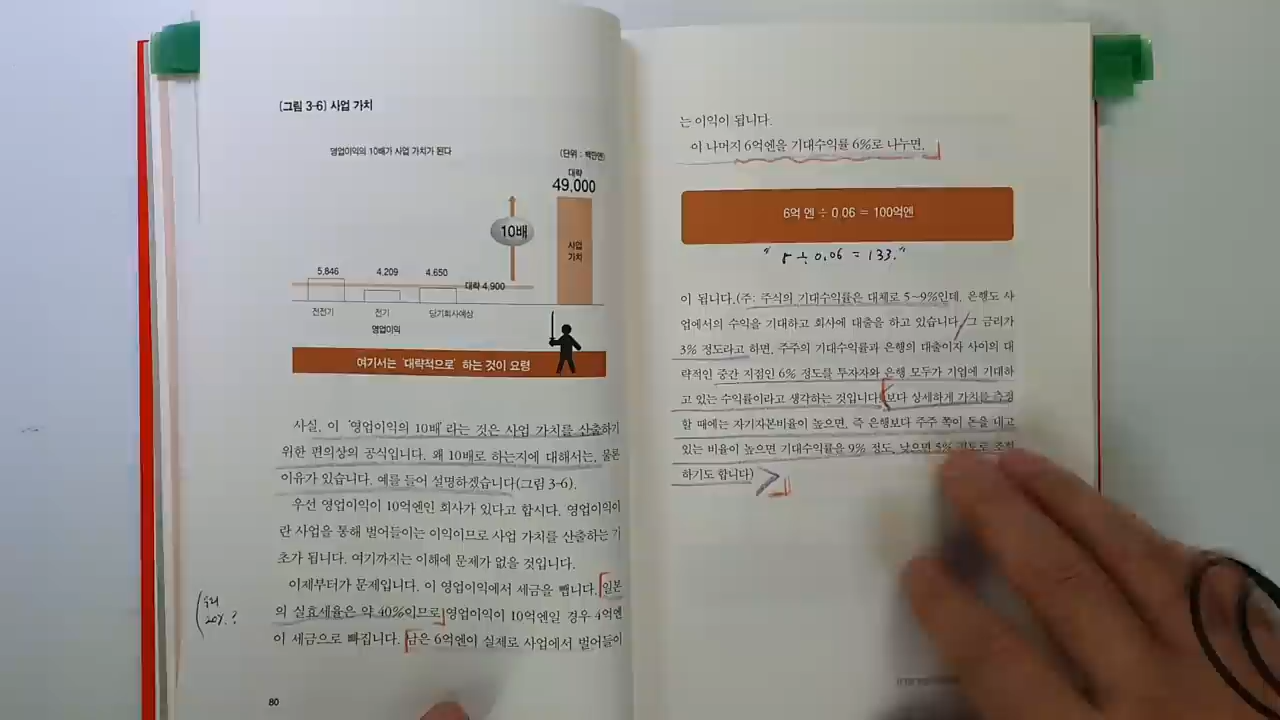 (그림 3-6) 사업 가치
영업이익의 10배가 사업 가치가 된다
(단위 : 백만엔)
대략
49,000
10배
사업
가치
5,846
4,209
4,650
대략 4,900
전전기
전기
당기회사예상
영업이익
여기서는 '대략적으로' 하는 것이 요령
사실, 이 '영업이익의 10배'라는 것은 사업 가치를 산출하기
위한 편의상의 공식입니다. 왜 10배로 하는지에 대해서는, 물론
이유가 있습니다. 예를 들어 설명하겠습니다(그림 3-6).
우선 영업이익이 10억엔인 회사가 있다고 합시다. 영업이익이
란 사업을 통해 벌어들이는 이익이므로 사업 가치를 산출하는 기
초가 됩니다. 여기까지는 이해에 문제가 없을 것입니다.
이제부터가 문제입니다. 이 영업이익에서 세금을 뺍니다. 일본
의 실효세율은 약 40%이므로 영업이익이 10억엔일 경우 4억엔
이 세금으로 빠집니다. 남은 6억엔이 실제로 사업에서 벌어들이
20%?
80
는 이익이 됩니다.
이 나머지 6억엔을 기대수익률 6%로 나누면,
6억 엔 ÷ 0.06 = 100억엔
÷ 0.06 = 133."
이 됩니다.(주: 주식의 기대수익률은 대체로 5~9%인데, 은행도 사
업에서의 수익을 기대하고 회사에 대출을 하고 있습니다. 그 금리가
3% 정도라고 하면, 주주의 기대수익률과 은행의 대출이자 사이의 대
략적인 중간 지점인 6% 정도를 투자자와 은행 모두가 기업에 기대하
고 있는 수익률이라고 생각하는 것입니다. 보다 상세하게 가치를 측정
할 때에는 자기자본비율이 높으면, 즉 은행보다 주주 쪽이 돈을 내고
있는 비율이 높으면 기대수익률을 9% 정도, 낮으면 5% 정도로 조절
하기도 합니다)